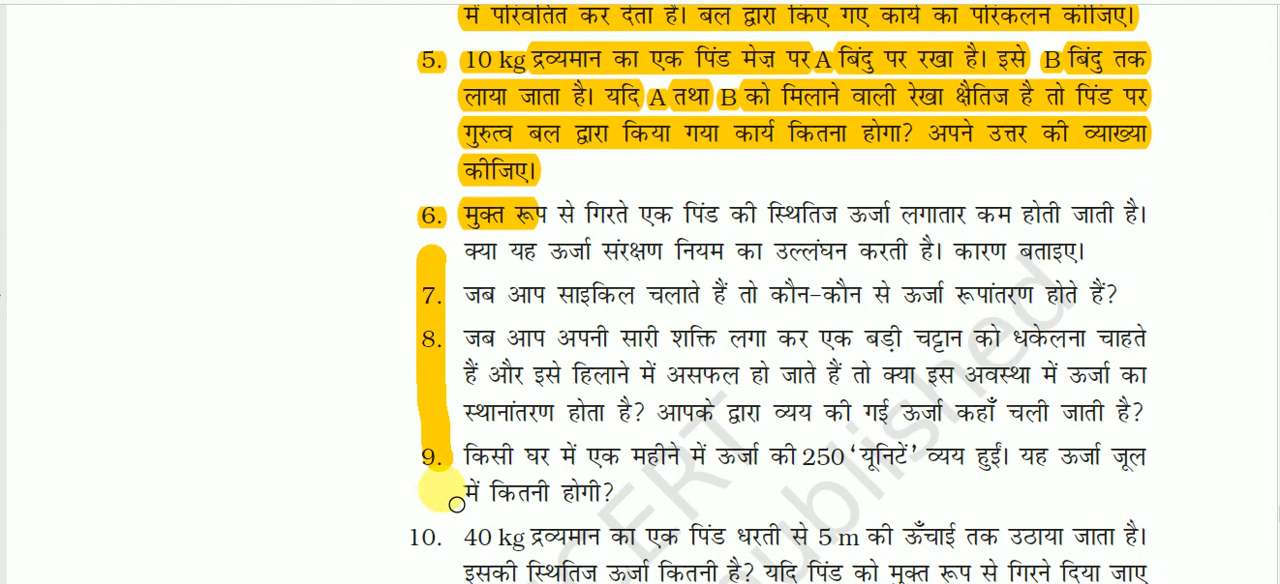 में परिवर्तित कर देता है। बल द्वारा किए गए कार्य का परिकलन कीजिए।
5. 10 kg द्रव्यमान का एक पिंड मेज़ पर A बिंदु पर रखा है। इसे B बिंदु तक
लाया जाता है। यदि A तथा B को मिलाने वाली रेखा क्षैतिज है तो पिंड पर
गुरुत्व बल द्वारा किया गया कार्य कितना होगा? अपने उत्तर की व्याख्या
कीजिए।
6. मुक्त रूप से गिरते एक पिंड की स्थितिज ऊर्जा लगातार कम होती जाती है।
क्या यह ऊर्जा संरक्षण नियम का उल्लंघन करती है। कारण बताइए।
7. जब आप साइकिल चलाते हैं तो कौन-कौन से ऊर्जा रूपांतरण होते हैं?
8. जब आप अपनी सारी शक्ति लगा कर एक बड़ी चट्टान को धकेलना चाहते
हैं और इसे हिलाने में असफल हो जाते हैं तो क्या इस अवस्था में ऊर्जा का
स्थानांतरण होता है? आपके द्वारा व्यय की गई ऊर्जा कहाँ चली जाती है?
9. किसी घर में एक महीने में ऊर्जा की 250 ‘यूनिटें’ व्यय हुईं। यह ऊर्जा जूल
में कितनी होगी?
10. 40 kg द्रव्यमान का एक पिंड धरती से 5 m की ऊँचाई तक उठाया जाता है।
इसकी स्थितिज ऊर्जा कितनी है? यदि पिंड को मुक्त रूप से गिरने दिया जाए
CERT
published